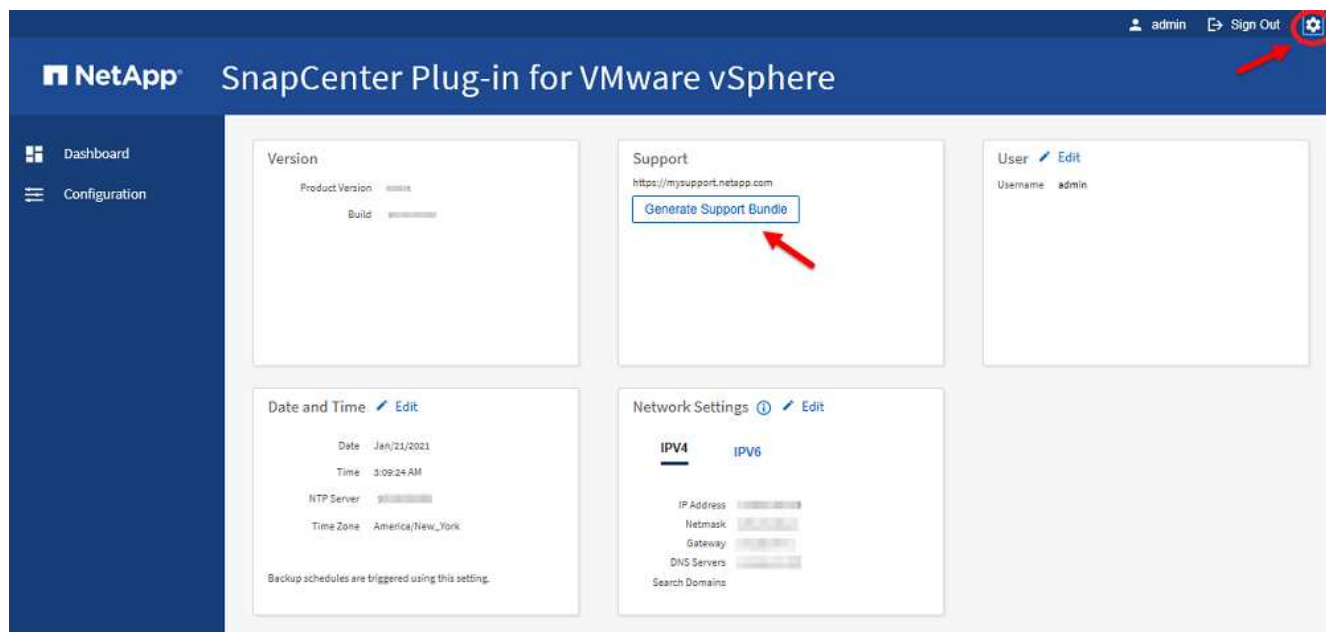 admin Sign Out
NetApp SnapCenter Plug-in for VMware vSphere
Dashboard
Configuration
Version
Product Version
Build
Support
https://mysupport.netapp.com
Generate Support Bundle
User Edit
Username admin
Date and Time Edit
Date Jan/21/2021
Time 3:09:24 AM
NTP Server
Time Zone America/New_York
Backup schedules are triggered using this setting.
Network Settings Edit
IPV4 IPV6
IP Address
Netmask
Gateway
DNS Servers
Search Domains